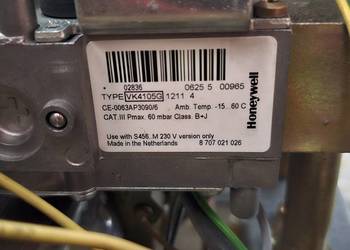 02836 0625 5 00965
TYPE VK4105G 1211 4
CE-0063AP3090/6 Amb. Temp. -15...60 C
CAT.III Pmax. 60 mbar Class. B+J
Use with S456..M 230 V version only
Made in the Netherlands 8 707 021 026
Honeywell